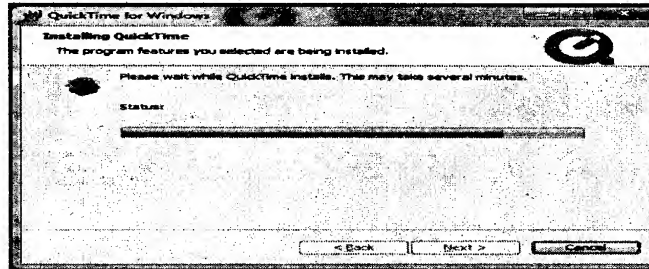 QuickTime for Windows
Installing QuickTime
The program features you selected are being installed.
Please wait while QuickTime installs. This may take several minutes.
Status:
< Back
Next >
Cancel